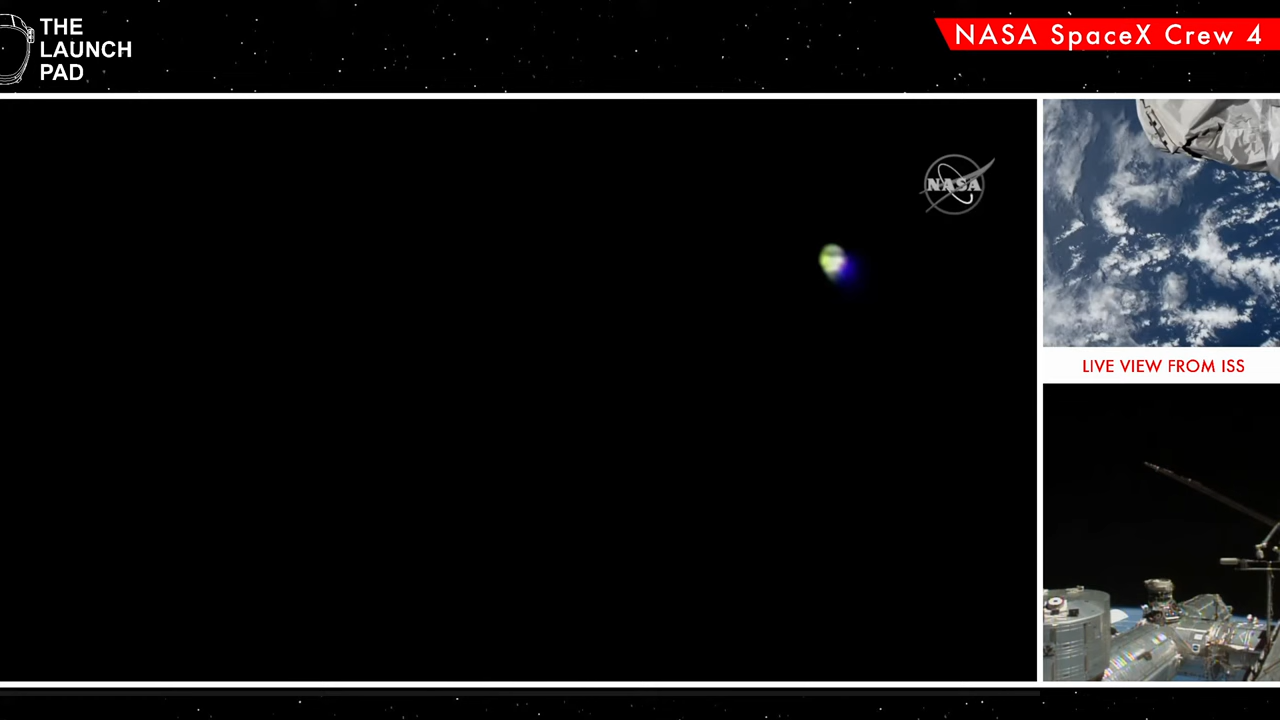 THE
LAUNCH
PAD
NASA SpaceX Crew 4
NASA
LIVE VIEW FROM ISS